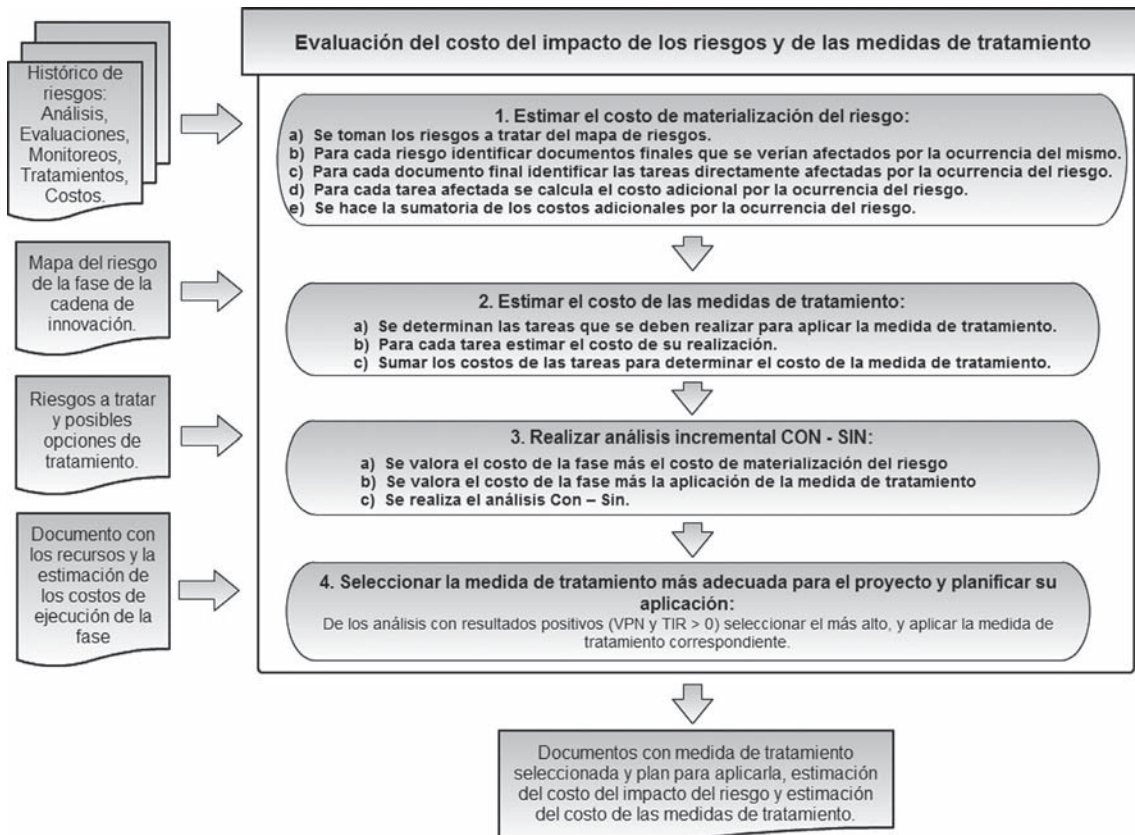 Evaluación del costo del impacto de los riesgos y de las medidas de tratamiento
Histórico de
riesgos:
Análisis,
Evaluaciones,
Monitoreos,
Tratamientos,
Costos.
Mapa del riesgo
de la fase de la
cadena de
innovación.
Riesgos a tratar
y posibles
opciones de
tratamiento.
Documento con
los recursos y la
estimación de
los costos de
ejecución de la
fase
1. Estimar el costo de materialización del riesgo:
a) Se toman los riesgos a tratar del mapa de riesgos.
b) Para cada riesgo identificar documentos finales que se verían afectados por la ocurrencia del mismo.
c) Para cada documento final identificar las tareas directamente afectadas por la ocurrencia del riesgo.
d) Para cada tarea afectada se calcula el costo adicional por la ocurrencia del riesgo.
e) Se hace la sumatoria de los costos adicionales por la ocurrencia del riesgo.
2. Estimar el costo de las medidas de tratamiento:
a) Se determinan las tareas que se deben realizar para aplicar la medida de tratamiento.
b) Para cada tarea estimar el costo de su realización.
c) Sumar los costos de las tareas para determinar el costo de la medida de tratamiento.
3. Realizar análisis incremental CON - SIN:
a) Se valora el costo de la fase más el costo de materialización del riesgo
b) Se valora el costo de la fase más la aplicación de la medida de tratamiento
c) Se realiza el análisis Con – Sin.
4. Seleccionar la medida de tratamiento más adecuada para el proyecto y planificar su
aplicación:
De los análisis con resultados positivos (VPN y TIR > 0) seleccionar el más alto, y aplicar la medida de
tratamiento correspondiente.
Documentos con medida de tratamiento
seleccionada y plan para aplicarla, estimación
del costo del impacto del riesgo y estimación
del costo de las medidas de tratamiento.